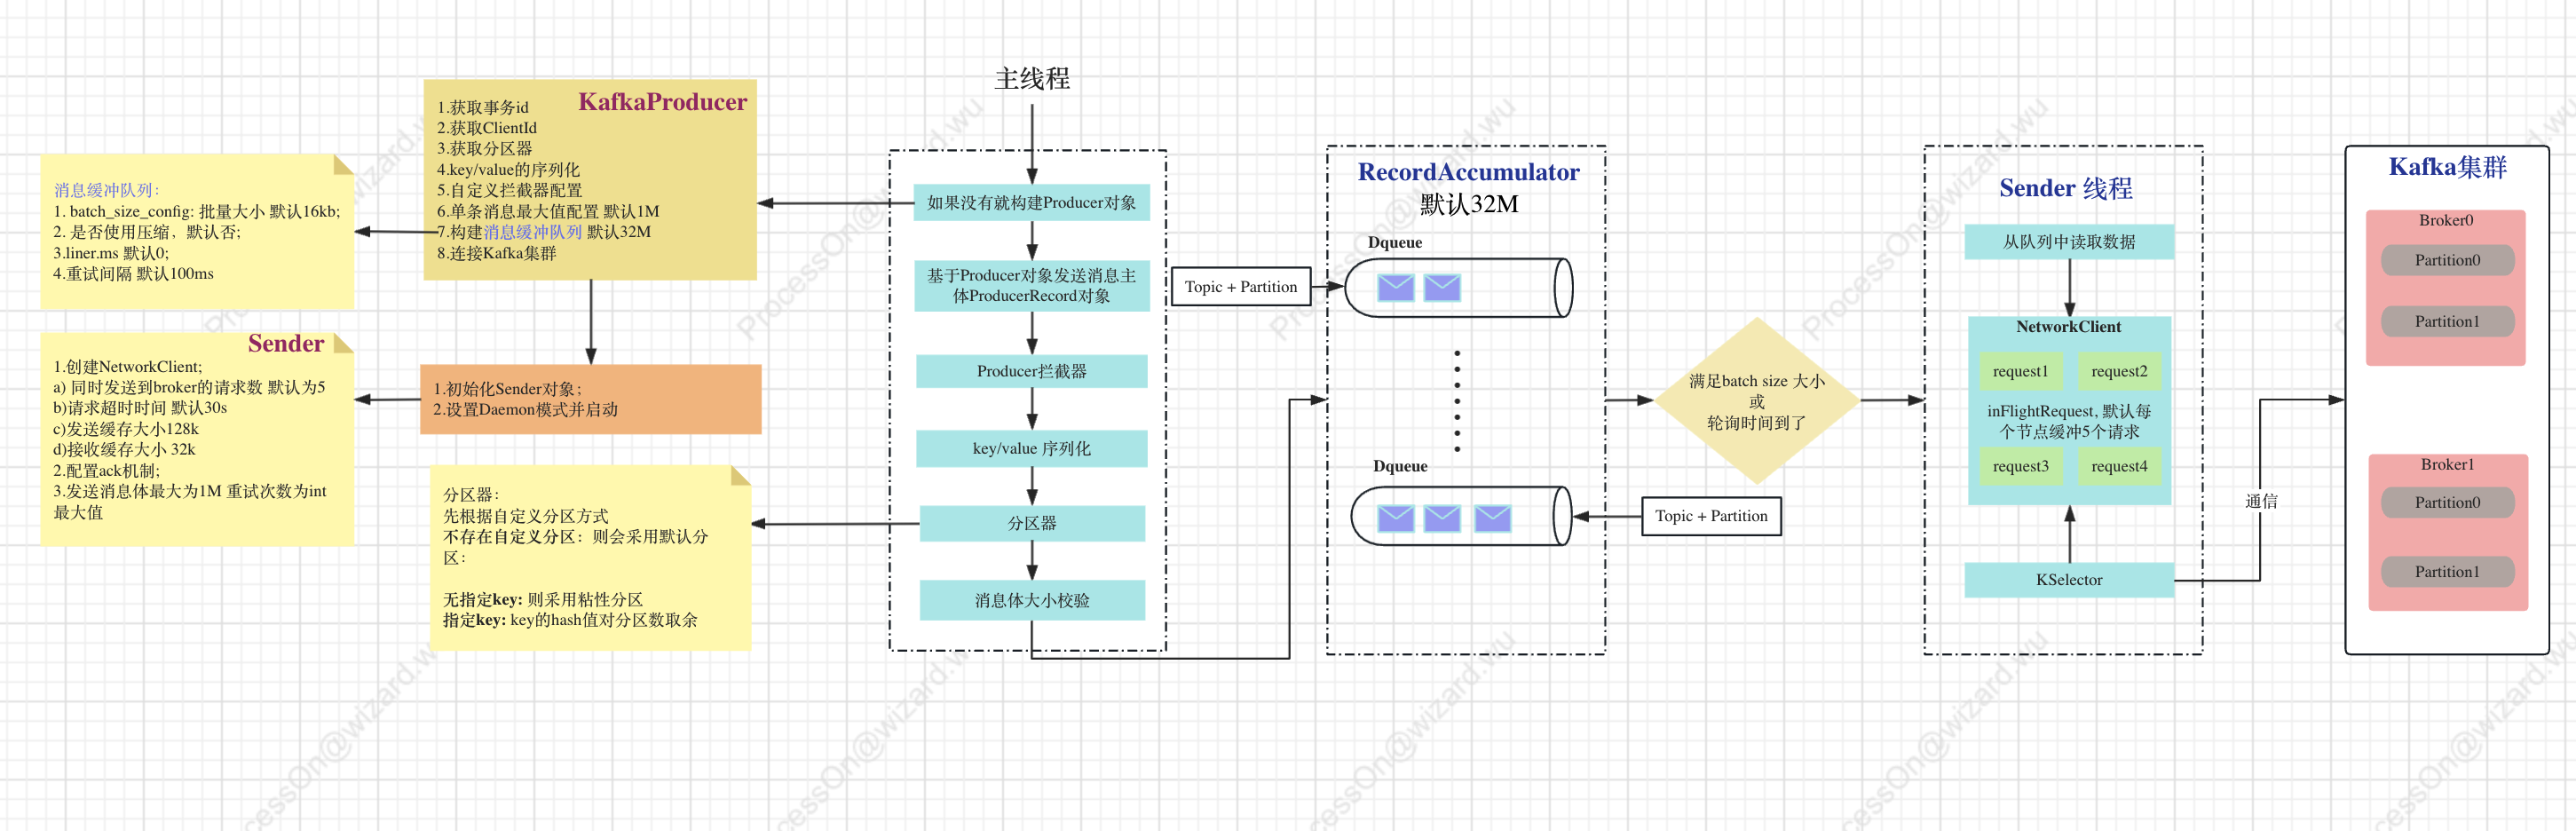 消息缓冲队列：
1. batch_size_config: 批量大小 默认16kb;
2. 是否使用压缩，默认否;
3.liner.ms 默认0;
4.重试间隔 默认100ms
Sender
1.创建NetworkClient;
a) 同时发送到broker的请求数 默认为5
b)请求超时时间 默认30s
c)发送缓存大小128k
d)接收缓存大小 32k
2.配置ack机制;
3.发送消息体最大为1M 重试次数为int
最大值
KafkaProducer
1.获取事务id
2.获取ClientId
3.获取分区器
4.key/value的序列化
5.自定义拦截器配置
6.单条消息最大值配置 默认1M
7.构建消息缓冲队列 默认32M
8.连接Kafka集群
1.初始化Sender对象；
2.设置Daemon模式并启动
分区器：
先根据自定义分区方式
不存在自定义分区：则会采用默认分
区：
无指定key: 则采用粘性分区
指定key: key的hash值对分区数取余
主线程
如果没有就构建Producer对象
基于Producer对象发送消息主
体ProducerRecord对象
Producer拦截器
key/value 序列化
分区器
消息体大小校验
Topic + Partition
RecordAccumulator
默认32M
Dqueue
Dqueue
Topic + Partition
满足batch size 大小
或
轮询时间到了
Sender 线程
从队列中读取数据
NetworkClient
request1
request2
inFlightRequest, 默认每
个节点缓冲5个请求
request3
request4
KSelector
通信
Kafka集群
Broker0
Partition0
Partition1
Broker1
Partition0
Partition1
ProcessOn@wizard.wu